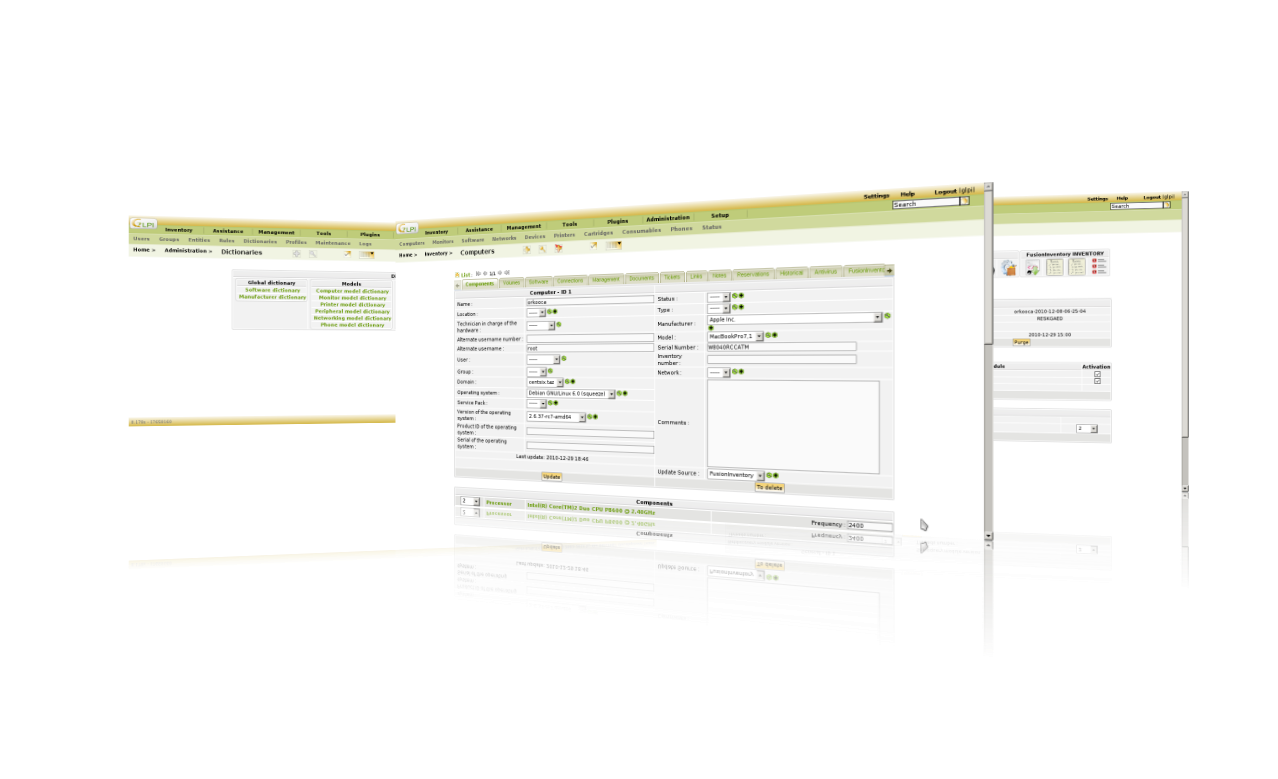 GLPI
Inventory Assistance Management Tools Plugins
Users Groups Entities Rules Dictionaries Profiles Maintenance Logs
Home > Administration > Dictionaries
Global dictionary
Software dictionary
Manufacturer dictionary
Models
Computer model dictionary
Monitor model dictionary
Printer model dictionary
Peripheral model dictionary
Networking model dictionary
Phone model dictionary
Settings Help Logout (glpi)
Search
GLPI
Inventory Assistance Management Tools Plugins Administration Setup
Computers Monitors Software Networks Devices Printers Cartridges Consumables Phones Status
Home > Inventory > Computers
List: 1/1
Components Volumes Software Connections Management Documents Tickets Links Notes Reservations Historical Antivirus FusionInvento
Computer - ID 1
Name : orkooca
Status : -----
Location : -----
Type : -----
Technician in charge of the hardware : -----
Manufacturer : Apple Inc.
Alternate username number :
Model : MacBookPro7,1
Alternate username : root
Serial Number : W8040RCCATM
User : -----
Inventory number :
Group : -----
Network : -----
Domain : centsix.taz
Operating system : Debian GNU/Linux 6.0 (squeeze)
Service Pack : -----
Version of the operating system : 2.6.37-rc7-amd64
Comments :
Product ID of the operating system :
Serial of the operating system :
Last update: 2010-12-29 18:46
Update Source : FusionInventory
Update
To delete
Components
2 Processor Intel(R) Core(TM)2 Duo CPU P8600 @ 2.40GHz
Frequency : 2400
Settings Help Logout (glpi)
Search
FusionInventory INVENTORY
orkooca-2010-12-08-08-25-04
2010-12-29 15:00
Purge
Activation
2